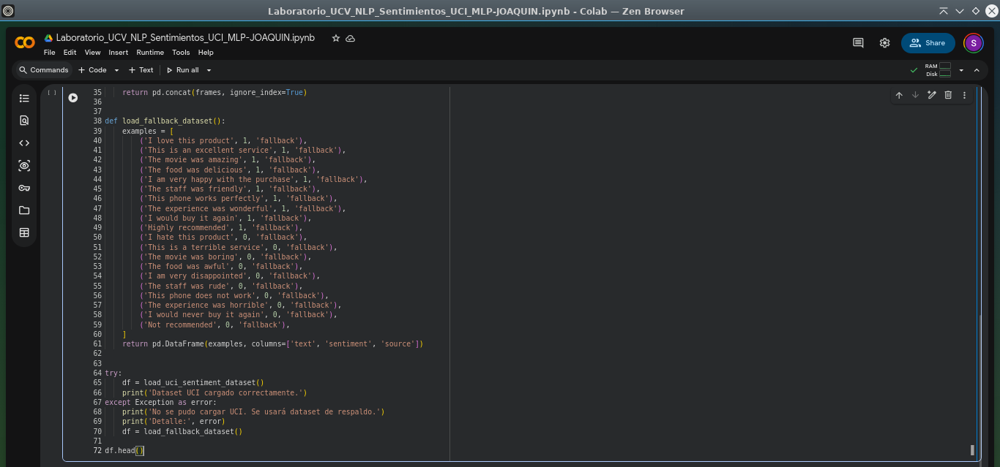 Laboratorio_UCV_NLP_Sentimientos_UCI_MLP-JOAQUIN.ipynb - Colab — Zen Browser
Laboratorio_UCV_NLP_Sentimientos_UCI_MLP-JOAQUIN.ipynb
File Edit View Insert Runtime Tools Help
Share
S
Commands + Code + Text Run all
RAM
Disk
[ ]
35     return pd.concat(frames, ignore_index=True)
36
37
38 def load_fallback_dataset():
39     examples = [
40         ('I love this product', 1, 'fallback'),
41         ('This is an excellent service', 1, 'fallback'),
42         ('The movie was amazing', 1, 'fallback'),
43         ('The food was delicious', 1, 'fallback'),
44         ('I am very happy with the purchase', 1, 'fallback'),
45         ('The staff was friendly', 1, 'fallback'),
46         ('This phone works perfectly', 1, 'fallback'),
47         ('The experience was wonderful', 1, 'fallback'),
48         ('I would buy it again', 1, 'fallback'),
49         ('Highly recommended', 1, 'fallback'),
50         ('I hate this product', 0, 'fallback'),
51         ('This is a terrible service', 0, 'fallback'),
52         ('The movie was boring', 0, 'fallback'),
53         ('The food was awful', 0, 'fallback'),
54         ('I am very disappointed', 0, 'fallback'),
55         ('The staff was rude', 0, 'fallback'),
56         ('This phone does not work', 0, 'fallback'),
57         ('The experience was horrible', 0, 'fallback'),
58         ('I would never buy it again', 0, 'fallback'),
59         ('Not recommended', 0, 'fallback'),
60     ]
61     return pd.DataFrame(examples, columns=['text', 'sentiment', 'source'])
62
63
64 try:
65     df = load_uci_sentiment_dataset()
66     print('Dataset UCI cargado correctamente.')
67 except Exception as error:
68     print('No se pudo cargar UCI. Se usará dataset de respaldo.')
69     print('Detalle:', error)
70     df = load_fallback_dataset()
71
72 df.head()